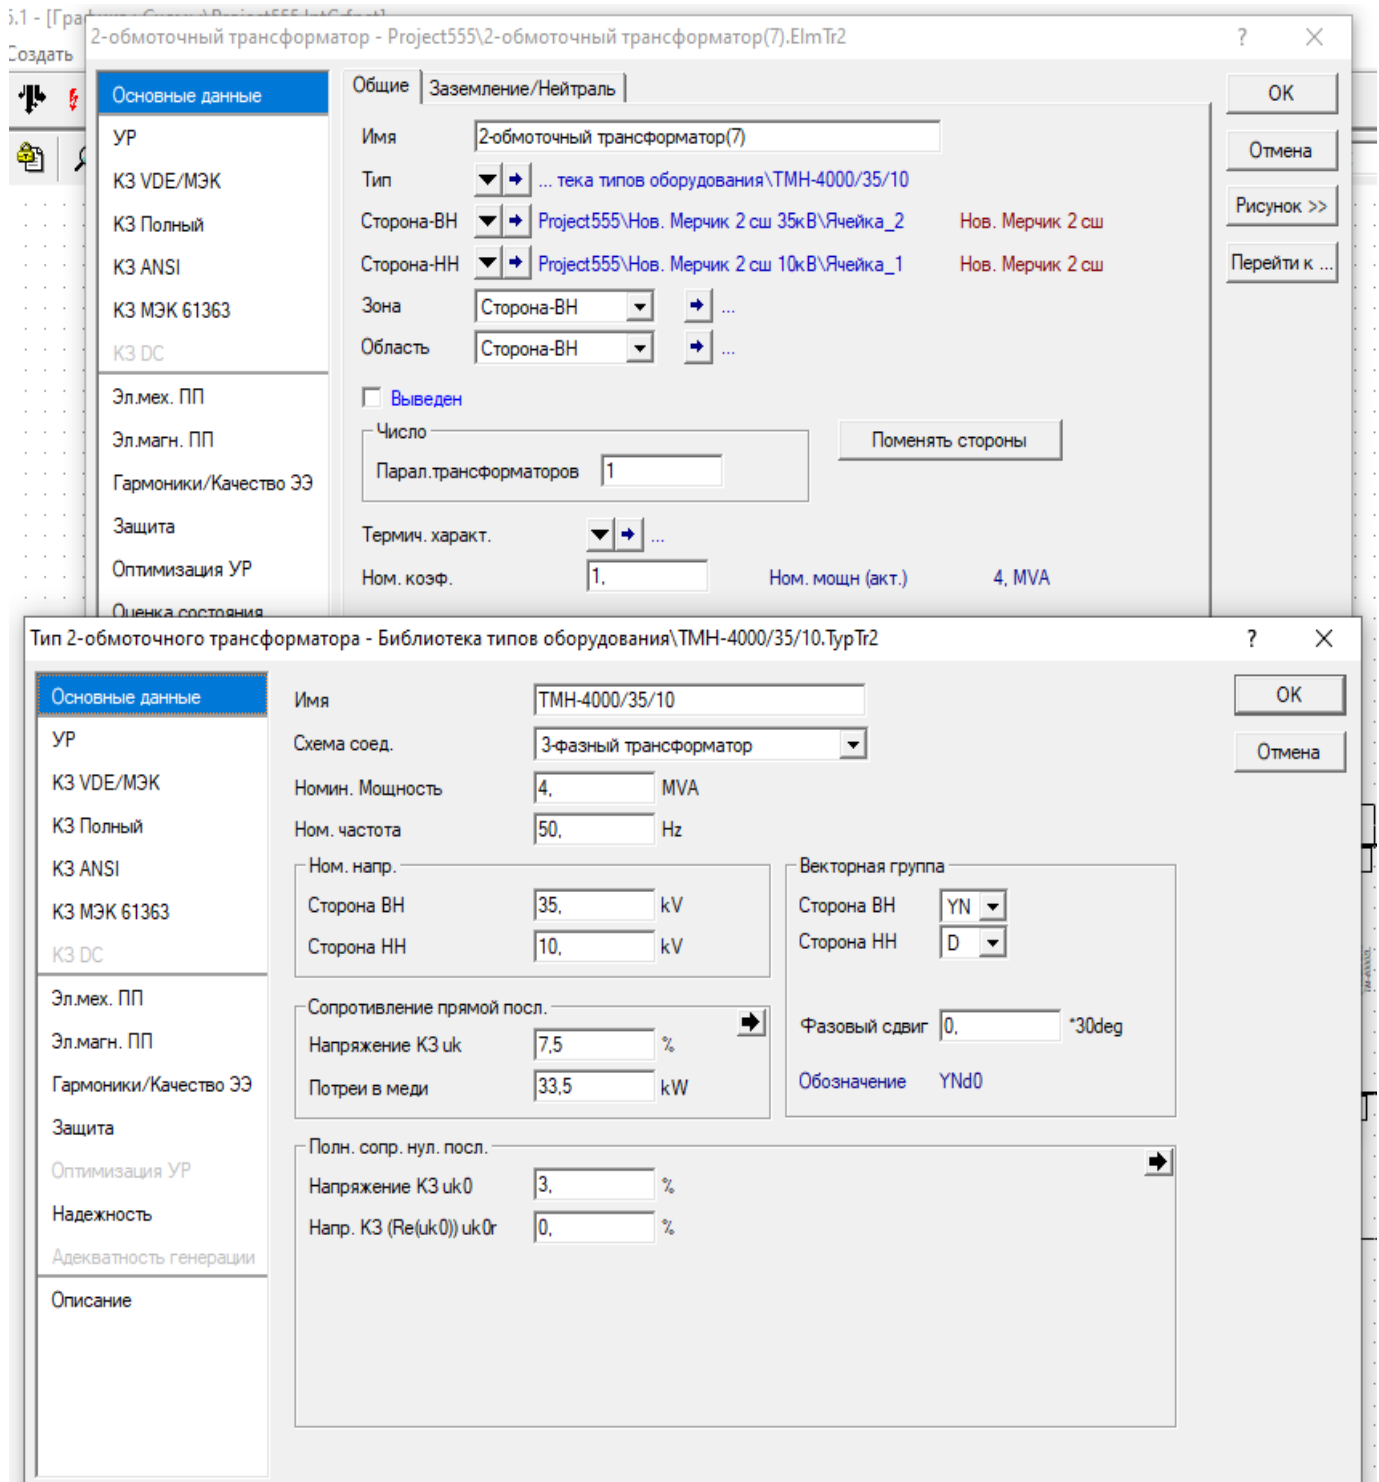 5.1 - [Гра
Создать
2-обмоточный трансформатор - Project555\2-обмоточный трансформатор(7).ElmTr2
?
Основные данные
УР
КЗ VDE/МЭК
КЗ Полный
КЗ ANSI
КЗ МЭК 61363
КЗ DC
Эл.мех. ПП
Эл.магн. ПП
Гармоники/Качество ЭЭ
Защита
Оптимизация УР
Оценка состояния
Общие Заземление/Нейтраль
Имя 2-обмоточный трансформатор(7)
Тип ... тека типов оборудования\ТМН-4000/35/10
Сторона-ВН Project555\Нов. Мерчик 2 сш 35кВ\Ячейка_2 Нов. Мерчик 2 сш
Сторона-НН Project555\Нов. Мерчик 2 сш 10кВ\Ячейка_1 Нов. Мерчик 2 сш
Зона Сторона-ВН ...
Область Сторона-ВН ...
Выведен
Число
Парал.трансформаторов 1
Поменять стороны
Термич. характ. ...
Ном. коэф. 1, Ном. мощн (акт.) 4, MVA
OK
Отмена
Рисунок >>
Перейти к ...
Тип 2-обмоточного трансформатора - Библиотека типов оборудования\ТМН-4000/35/10.TypTr2
?
Основные данные
УР
КЗ VDE/МЭК
КЗ Полный
КЗ ANSI
КЗ МЭК 61363
КЗ DC
Эл.мех. ПП
Эл.магн. ПП
Гармоники/Качество ЭЭ
Защита
Оптимизация УР
Надежность
Адекватность генерации
Описание
Имя ТМН-4000/35/10
Схема соед. 3-фазный трансформатор
Номин. Мощность 4, MVA
Ном. частота 50, Hz
Ном. напр.
Сторона ВН 35, kV
Сторона НН 10, kV
Векторная группа
Сторона ВН YN
Сторона НН D
Фазовый сдвиг 0, *30deg
Обозначение YNd0
Сопротивление прямой посл.
Напряжение КЗ uk 7,5 %
Потреи в меди 33,5 kW
Полн. сопр. нул. посл.
Напряжение КЗ uk0 3, %
Напр. КЗ (Re(uk0)) uk0r 0, %
OK
Отмена